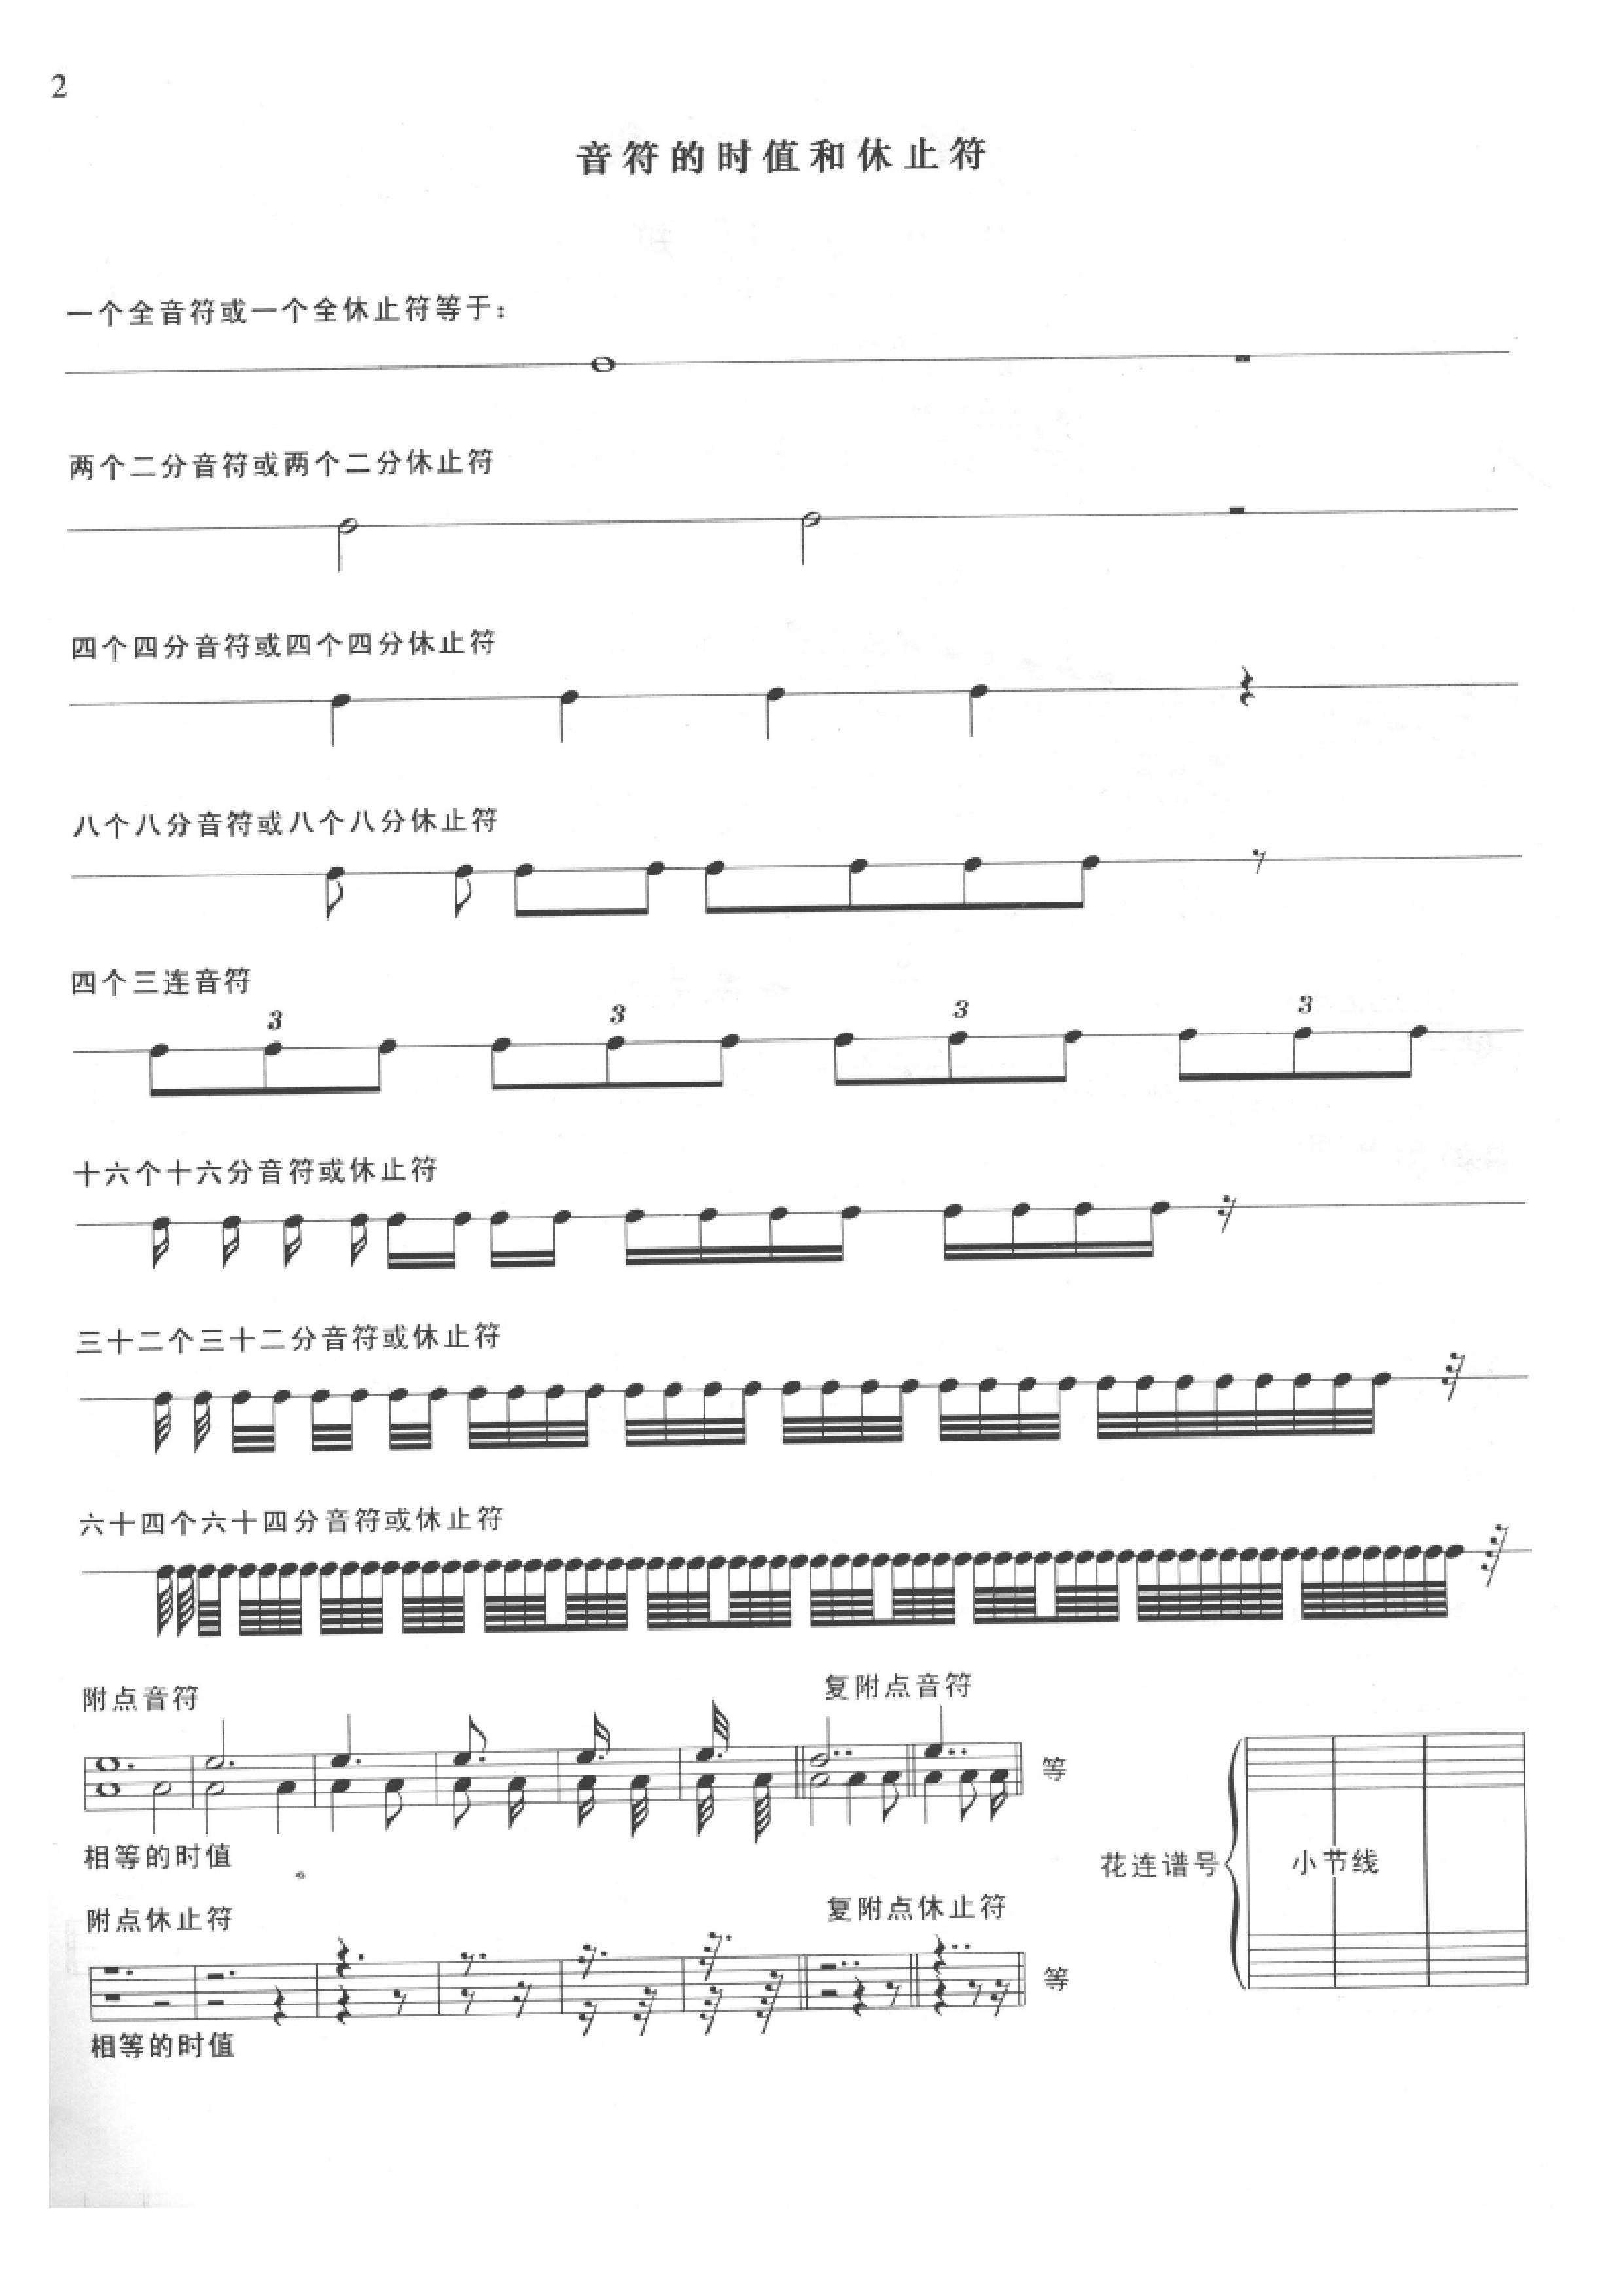 2
音符的时值和休止符
一个全音符或一个全休止符等于：
两个二分音符或两个二分休止符
四个四分音符或四个四分休止符
八个八分音符或八个八分休止符
四个三连音符
3 3 3 3
十六个十六分音符或休止符
三十二个三十二分音符或休止符
六十四个六十四分音符或休止符
附点音符 复附点音符
等
相等的时值
花连谱号 小节线
附点休止符 复附点休止符
等
相等的时值